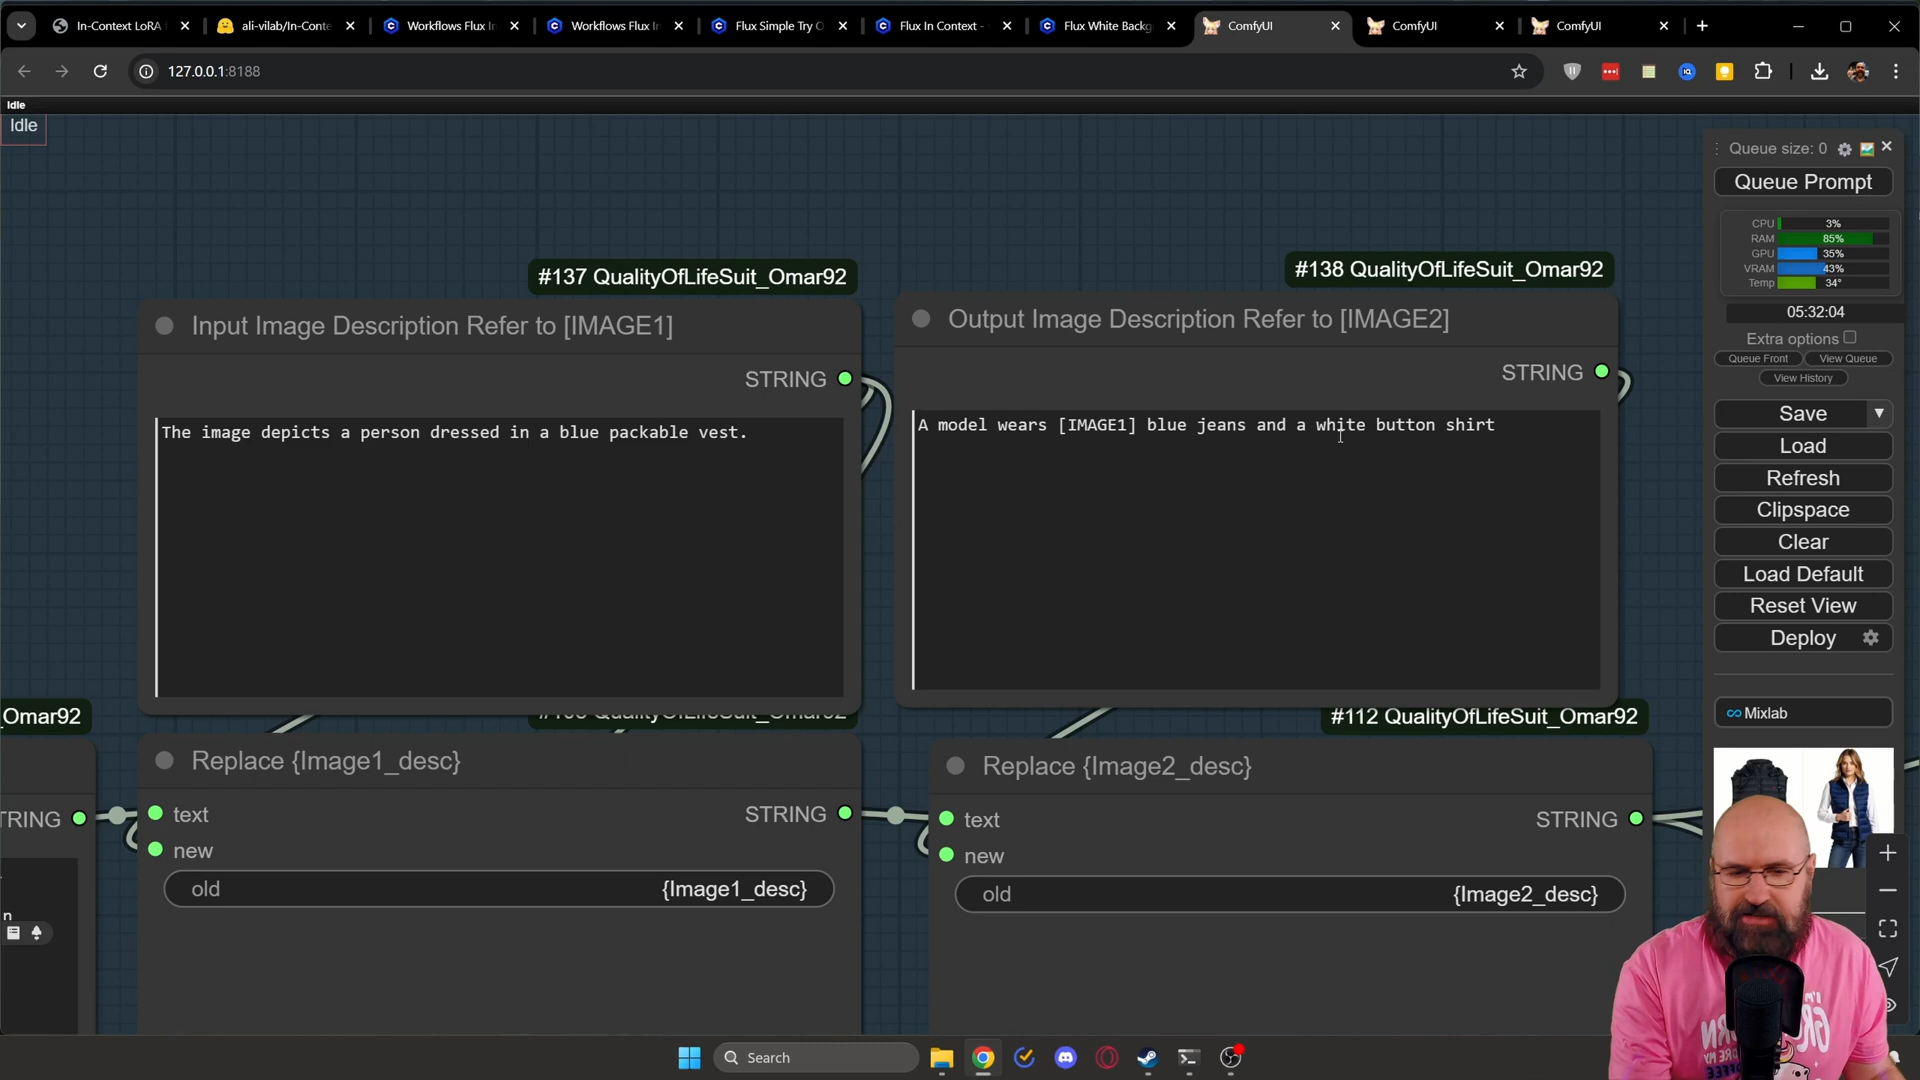 In-Context LoRA
ali-vilab/In-Conte
Workflows Flux In
Workflows Flux In
Flux Simple Try O
Flux In Context -
Flux White Backg
ComfyUI
ComfyUI
ComfyUI
127.0.0.1:8188
Idle
Idle
#137 QualityOfLifeSuit_Omar92
Input Image Description Refer to [IMAGE1]
STRING
The image depicts a person dressed in a blue packable vest.
#138 QualityOfLifeSuit_Omar92
Output Image Description Refer to [IMAGE2]
STRING
A model wears [IMAGE1] blue jeans and a white button shirt
Omar92
TRING
n
QualityOfLifeSuit_Omar92
Replace {Image1_desc}
text
STRING
new
old
{Image1_desc}
#112 QualityOfLifeSuit_Omar92
Replace {Image2_desc}
text
STRING
new
old
{Image2_desc}
Queue size: 0
Queue Prompt
CPU 3%
RAM 85%
GPU 35%
VRAM 43%
Temp 34°
05:32:04
Extra options
Queue Front
View Queue
View History
Save
Load
Refresh
Clipspace
Clear
Load Default
Reset View
Deploy
Mixlab
Search